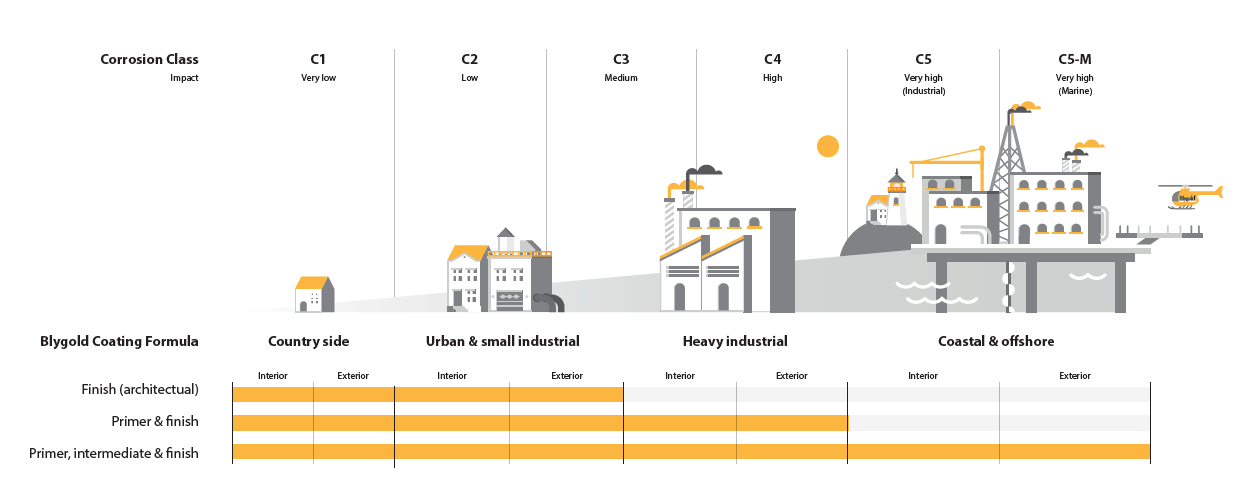 Corrosion Class C1 C2 C3 C4 C5 C5-M
Impact Very low Low Medium High Very high Very high
(Industrial) (Marine)
Blygold Coating Formula Country side Urban & small industrial Heavy industrial Coastal & offshore
Interior Exterior Interior Exterior Interior Exterior Interior Exterior
Finish (architectual)
Primer & finish
Primer, intermediate & finish